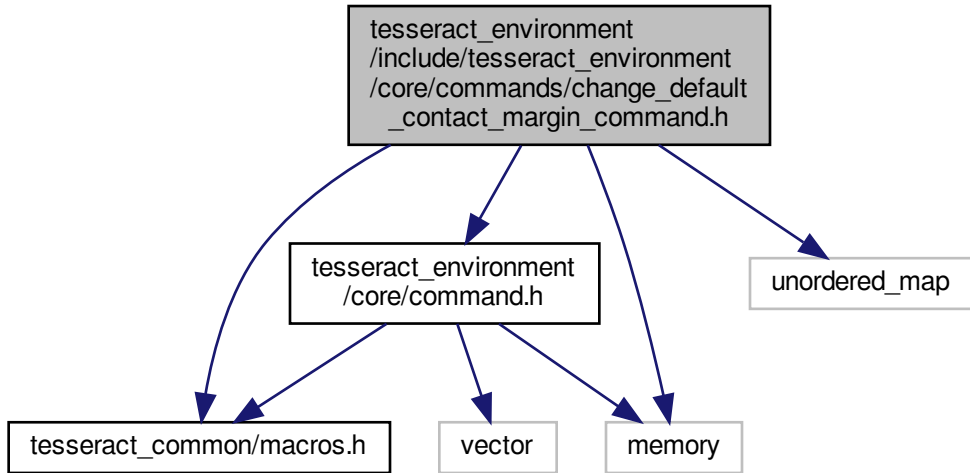 tesseract_environment
/include/tesseract_environment
/core/commands/change_default
_contact_margin_command.h
tesseract_environment
/core/command.h
unordered_map
tesseract_common/macros.h
vector
memory